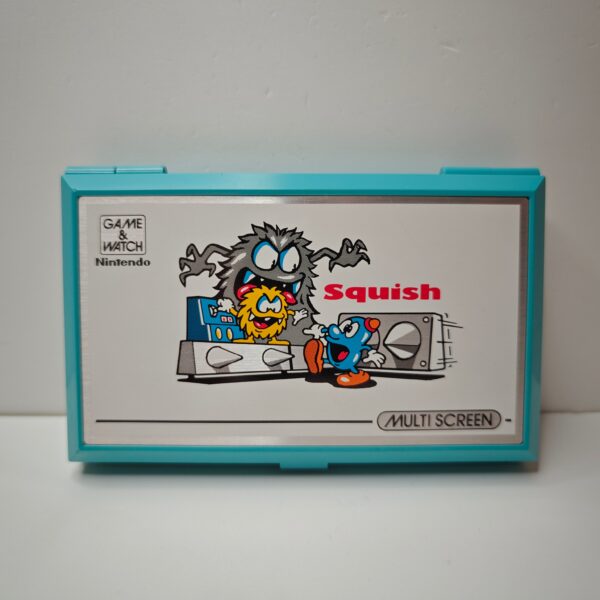 GAME
&
WATCH
Nintendo
Squish
MULTI SCREEN